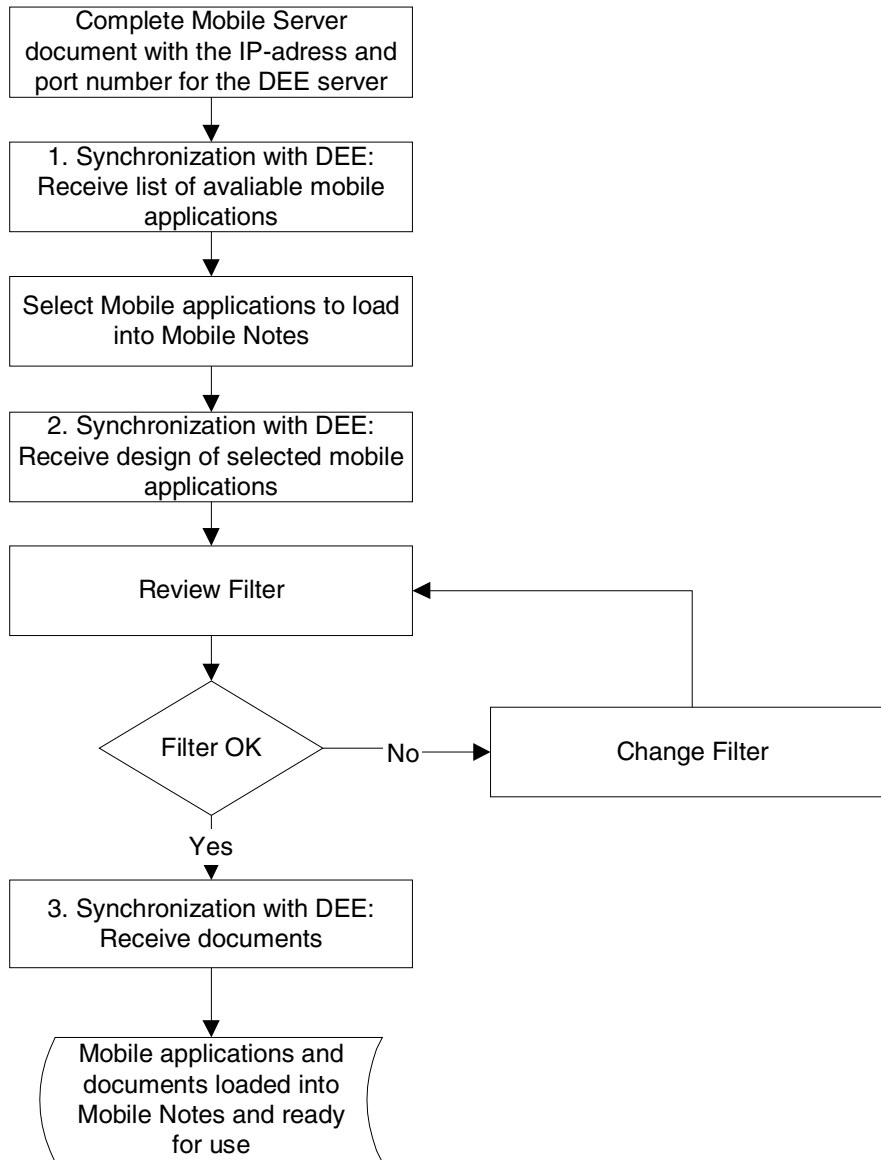 Complete Mobile Server
document with the IP-adress and
port number for the DEE server
1. Synchronization with DEE:
Receive list of avaliable mobile
applications
Select Mobile applications to load
into Mobile Notes
2. Synchronization with DEE:
Receive design of selected mobile
applications
Review Filter
Filter OK
No
Change Filter
Yes
3. Synchronization with DEE:
Receive documents
Mobile applications and
documents loaded into
Mobile Notes and ready
for use